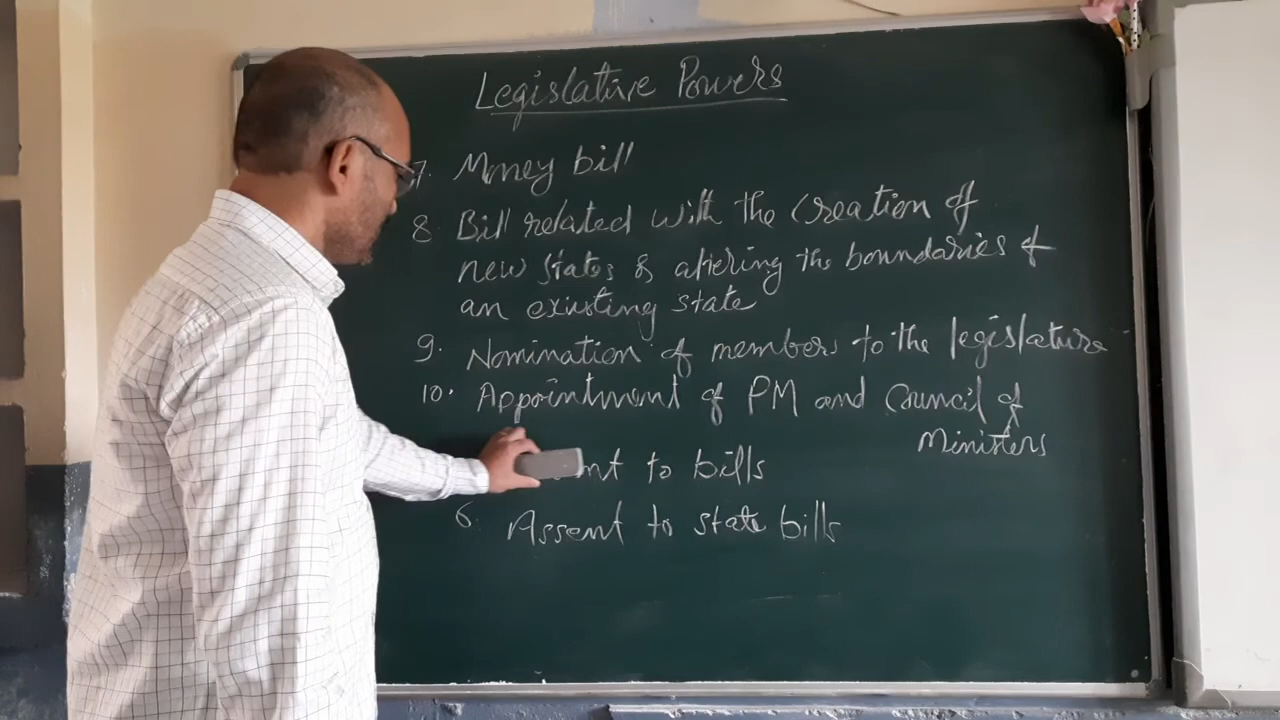 Legislative Powers
7. Money bill
8 Bill related with the Creation of
new states & altering the boundaries of
an existing state
9. Nomination of members to the legislature
10. Appointment of PM and Council of
Ministers
to bills
6. Assent to state bills